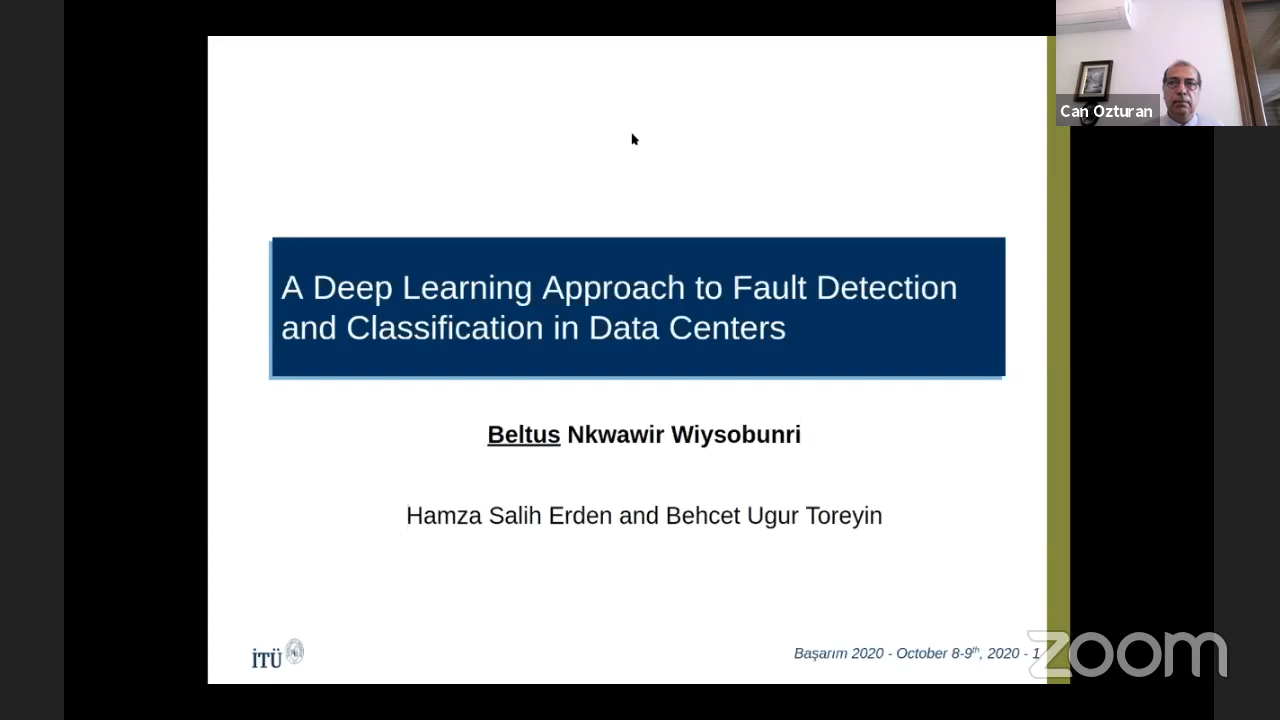 Can Ozturan
A Deep Learning Approach to Fault Detection
and Classification in Data Centers
Beltus Nkwawir Wiysobunri
Hamza Salih Erden and Behcet Ugur Toreyin
İTÜ
Başarım 2020 - October 8-9th, 2020 - 1
zoom